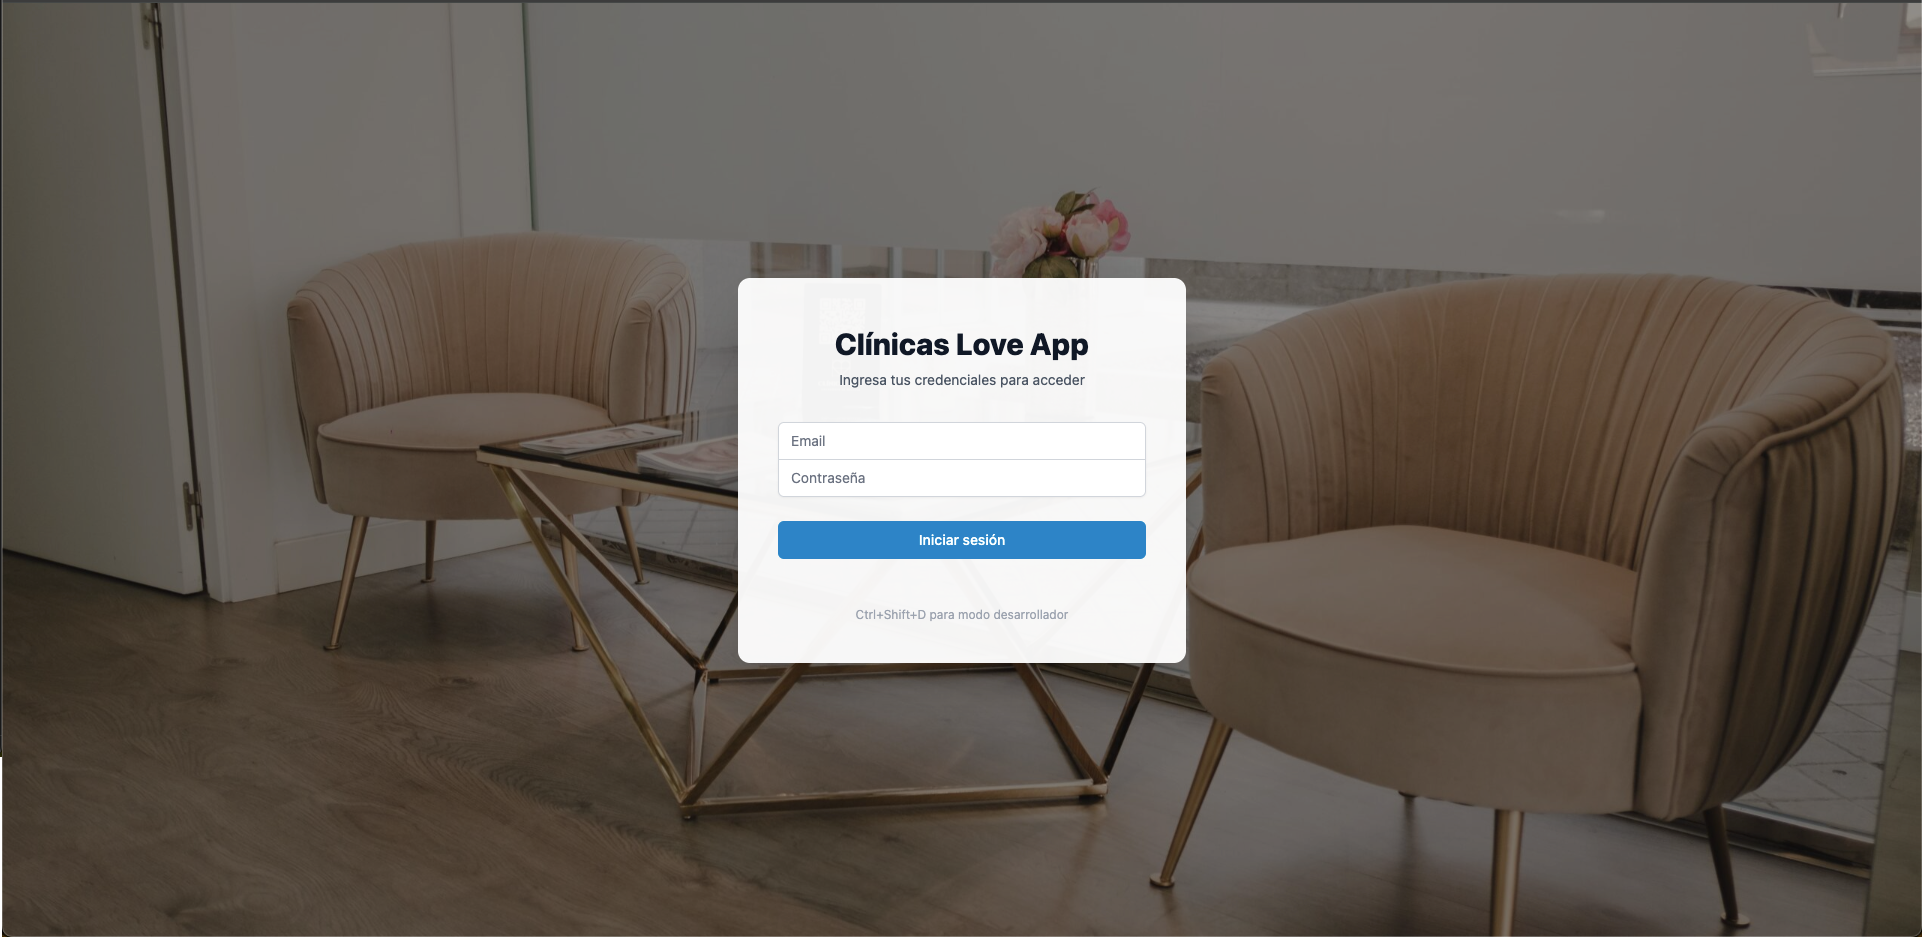 Clínicas Love App
Ingresa tus credenciales para acceder
Email
Contraseña
Iniciar sesión
Ctrl+Shift+D para modo desarrollador